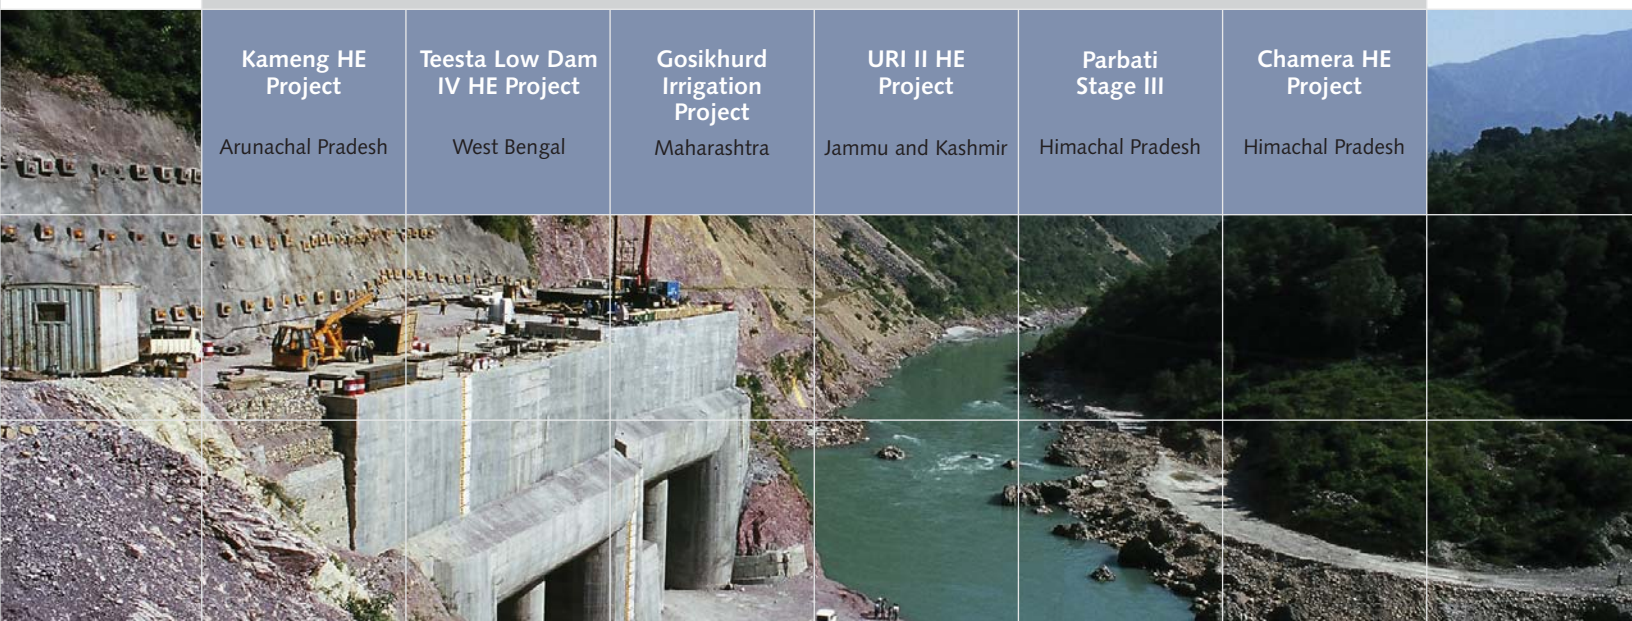 Kameng HE
Project
Arunachal Pradesh
Teesta Low Dam
IV HE Project
West Bengal
Gosikhurd
Irrigation
Project
Maharashtra
URI II HE
Project
Jammu and Kashmir
Parbati
Stage III
Himachal Pradesh
Chamera HE
Project
Himachal Pradesh